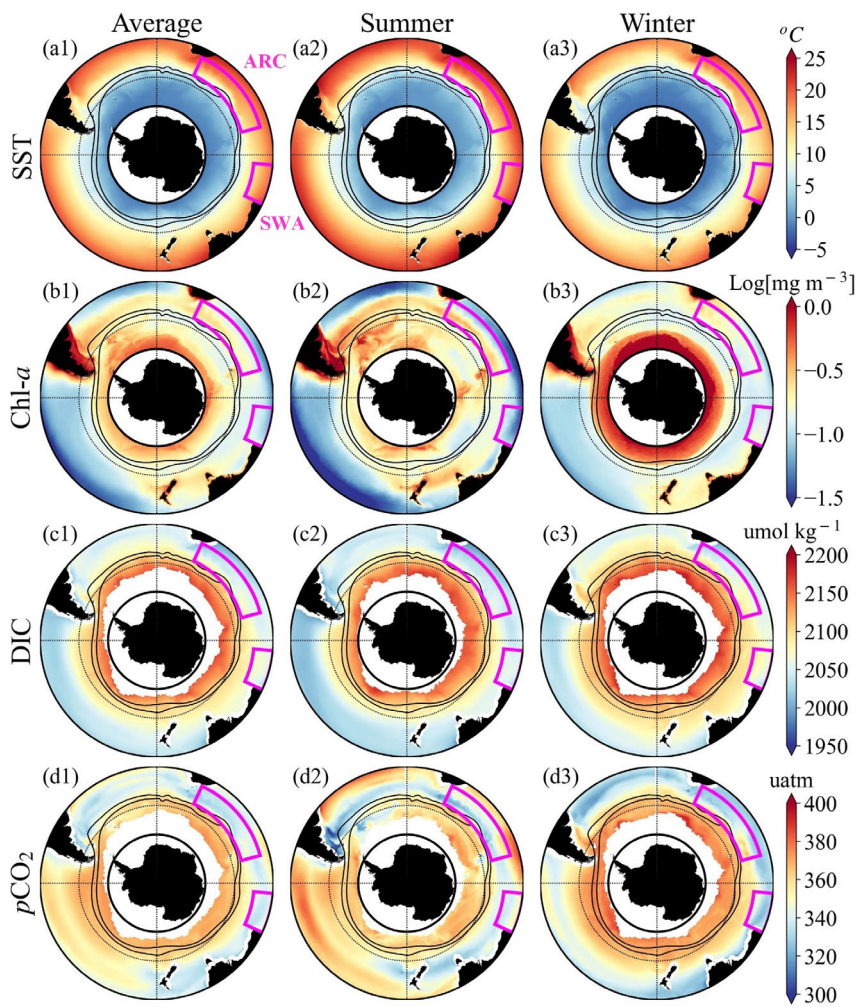 Average Summer Winter
(a1) (a2) (a3) °C
ARC
SWA
SST
25
20
15
10
5
0
−5
(b1) (b2) (b3) Log[mg m−3]
Chl-a
0.0
−0.5
−1.0
−1.5
(c1) (c2) (c3) umol kg−1
DIC
2200
2150
2100
2050
2000
1950
(d1) (d2) (d3) uatm
pCO2
400
380
360
340
320
300